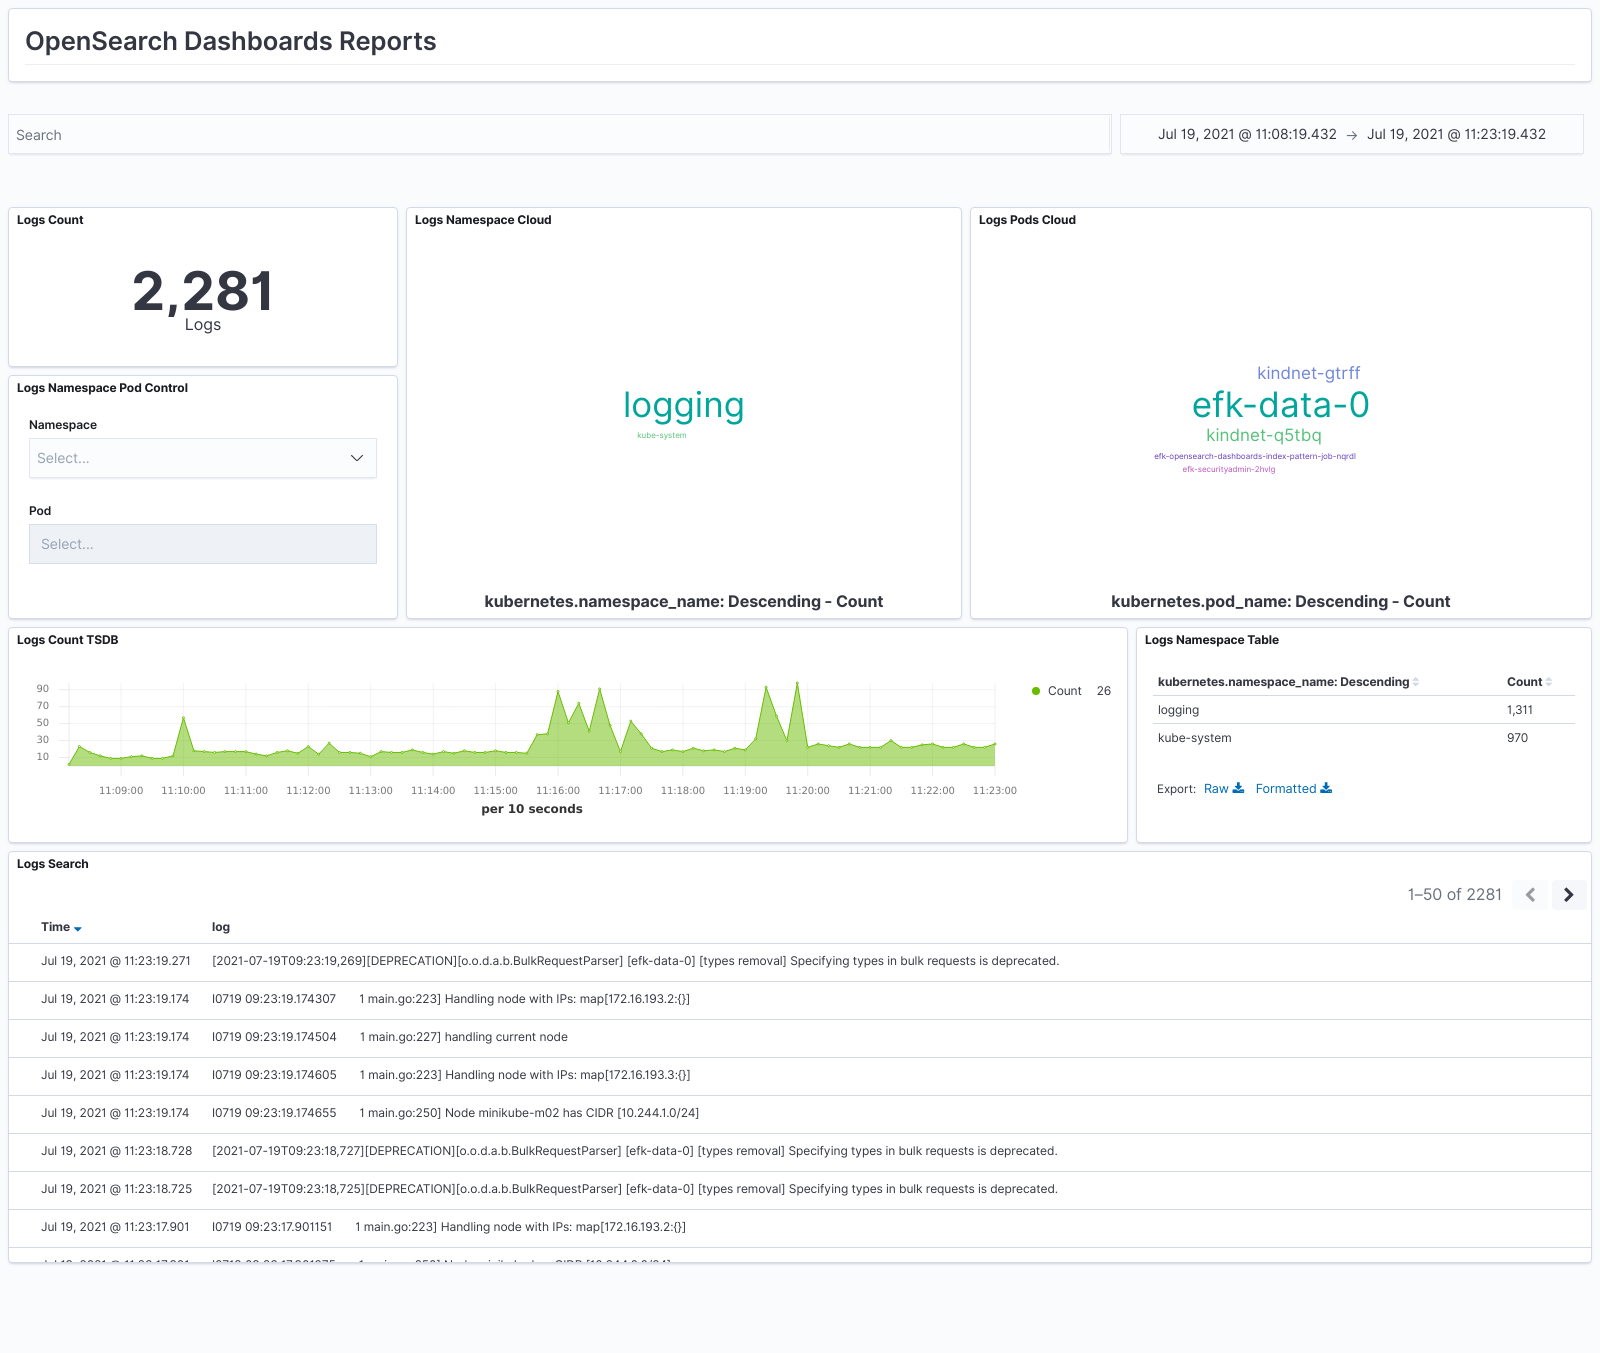 OpenSearch Dashboards Reports
Search
Jul 19, 2021 @ 11:08:19.432 → Jul 19, 2021 @ 11:23:19.432
Logs Count
2,281
Logs
Logs Namespace Pod Control
Namespace
Select...
Pod
Select...
Logs Namespace Cloud
logging
kube-system
kubernetes.namespace_name: Descending - Count
Logs Pods Cloud
kindnet-gtrff
efk-data-0
kindnet-q5tbq
efk-opensearch-dashboards-index-pattern-job-nqrdl
efk-securityadmin-2hvlg
kubernetes.pod_name: Descending - Count
Logs Count TSDB
90
70
50
30
10
11:09:00 11:10:00 11:11:00 11:12:00 11:13:00 11:14:00 11:15:00 11:16:00 11:17:00 11:18:00 11:19:00 11:20:00 11:21:00 11:22:00 11:23:00
per 10 seconds
Count 26
Logs Namespace Table
kubernetes.namespace_name: Descending Count
logging 1,311
kube-system 970
Export: Raw Formatted
Logs Search
1–50 of 2281
Time log
Jul 19, 2021 @ 11:23:19.271 [2021-07-19T09:23:19,269][DEPRECATION][o.o.d.a.b.BulkRequestParser] [efk-data-0] [types removal] Specifying types in bulk requests is deprecated.
Jul 19, 2021 @ 11:23:19.174 I0719 09:23:19.174307 1 main.go:223] Handling node with IPs: map[172.16.193.2:{}]
Jul 19, 2021 @ 11:23:19.174 I0719 09:23:19.174504 1 main.go:227] handling current node
Jul 19, 2021 @ 11:23:19.174 I0719 09:23:19.174605 1 main.go:223] Handling node with IPs: map[172.16.193.3:{}]
Jul 19, 2021 @ 11:23:19.174 I0719 09:23:19.174655 1 main.go:250] Node minikube-m02 has CIDR [10.244.1.0/24]
Jul 19, 2021 @ 11:23:18.728 [2021-07-19T09:23:18,727][DEPRECATION][o.o.d.a.b.BulkRequestParser] [efk-data-0] [types removal] Specifying types in bulk requests is deprecated.
Jul 19, 2021 @ 11:23:18.725 [2021-07-19T09:23:18,725][DEPRECATION][o.o.d.a.b.BulkRequestParser] [efk-data-0] [types removal] Specifying types in bulk requests is deprecated.
Jul 19, 2021 @ 11:23:17.901 I0719 09:23:17.901151 1 main.go:223] Handling node with IPs: map[172.16.193.2:{}]